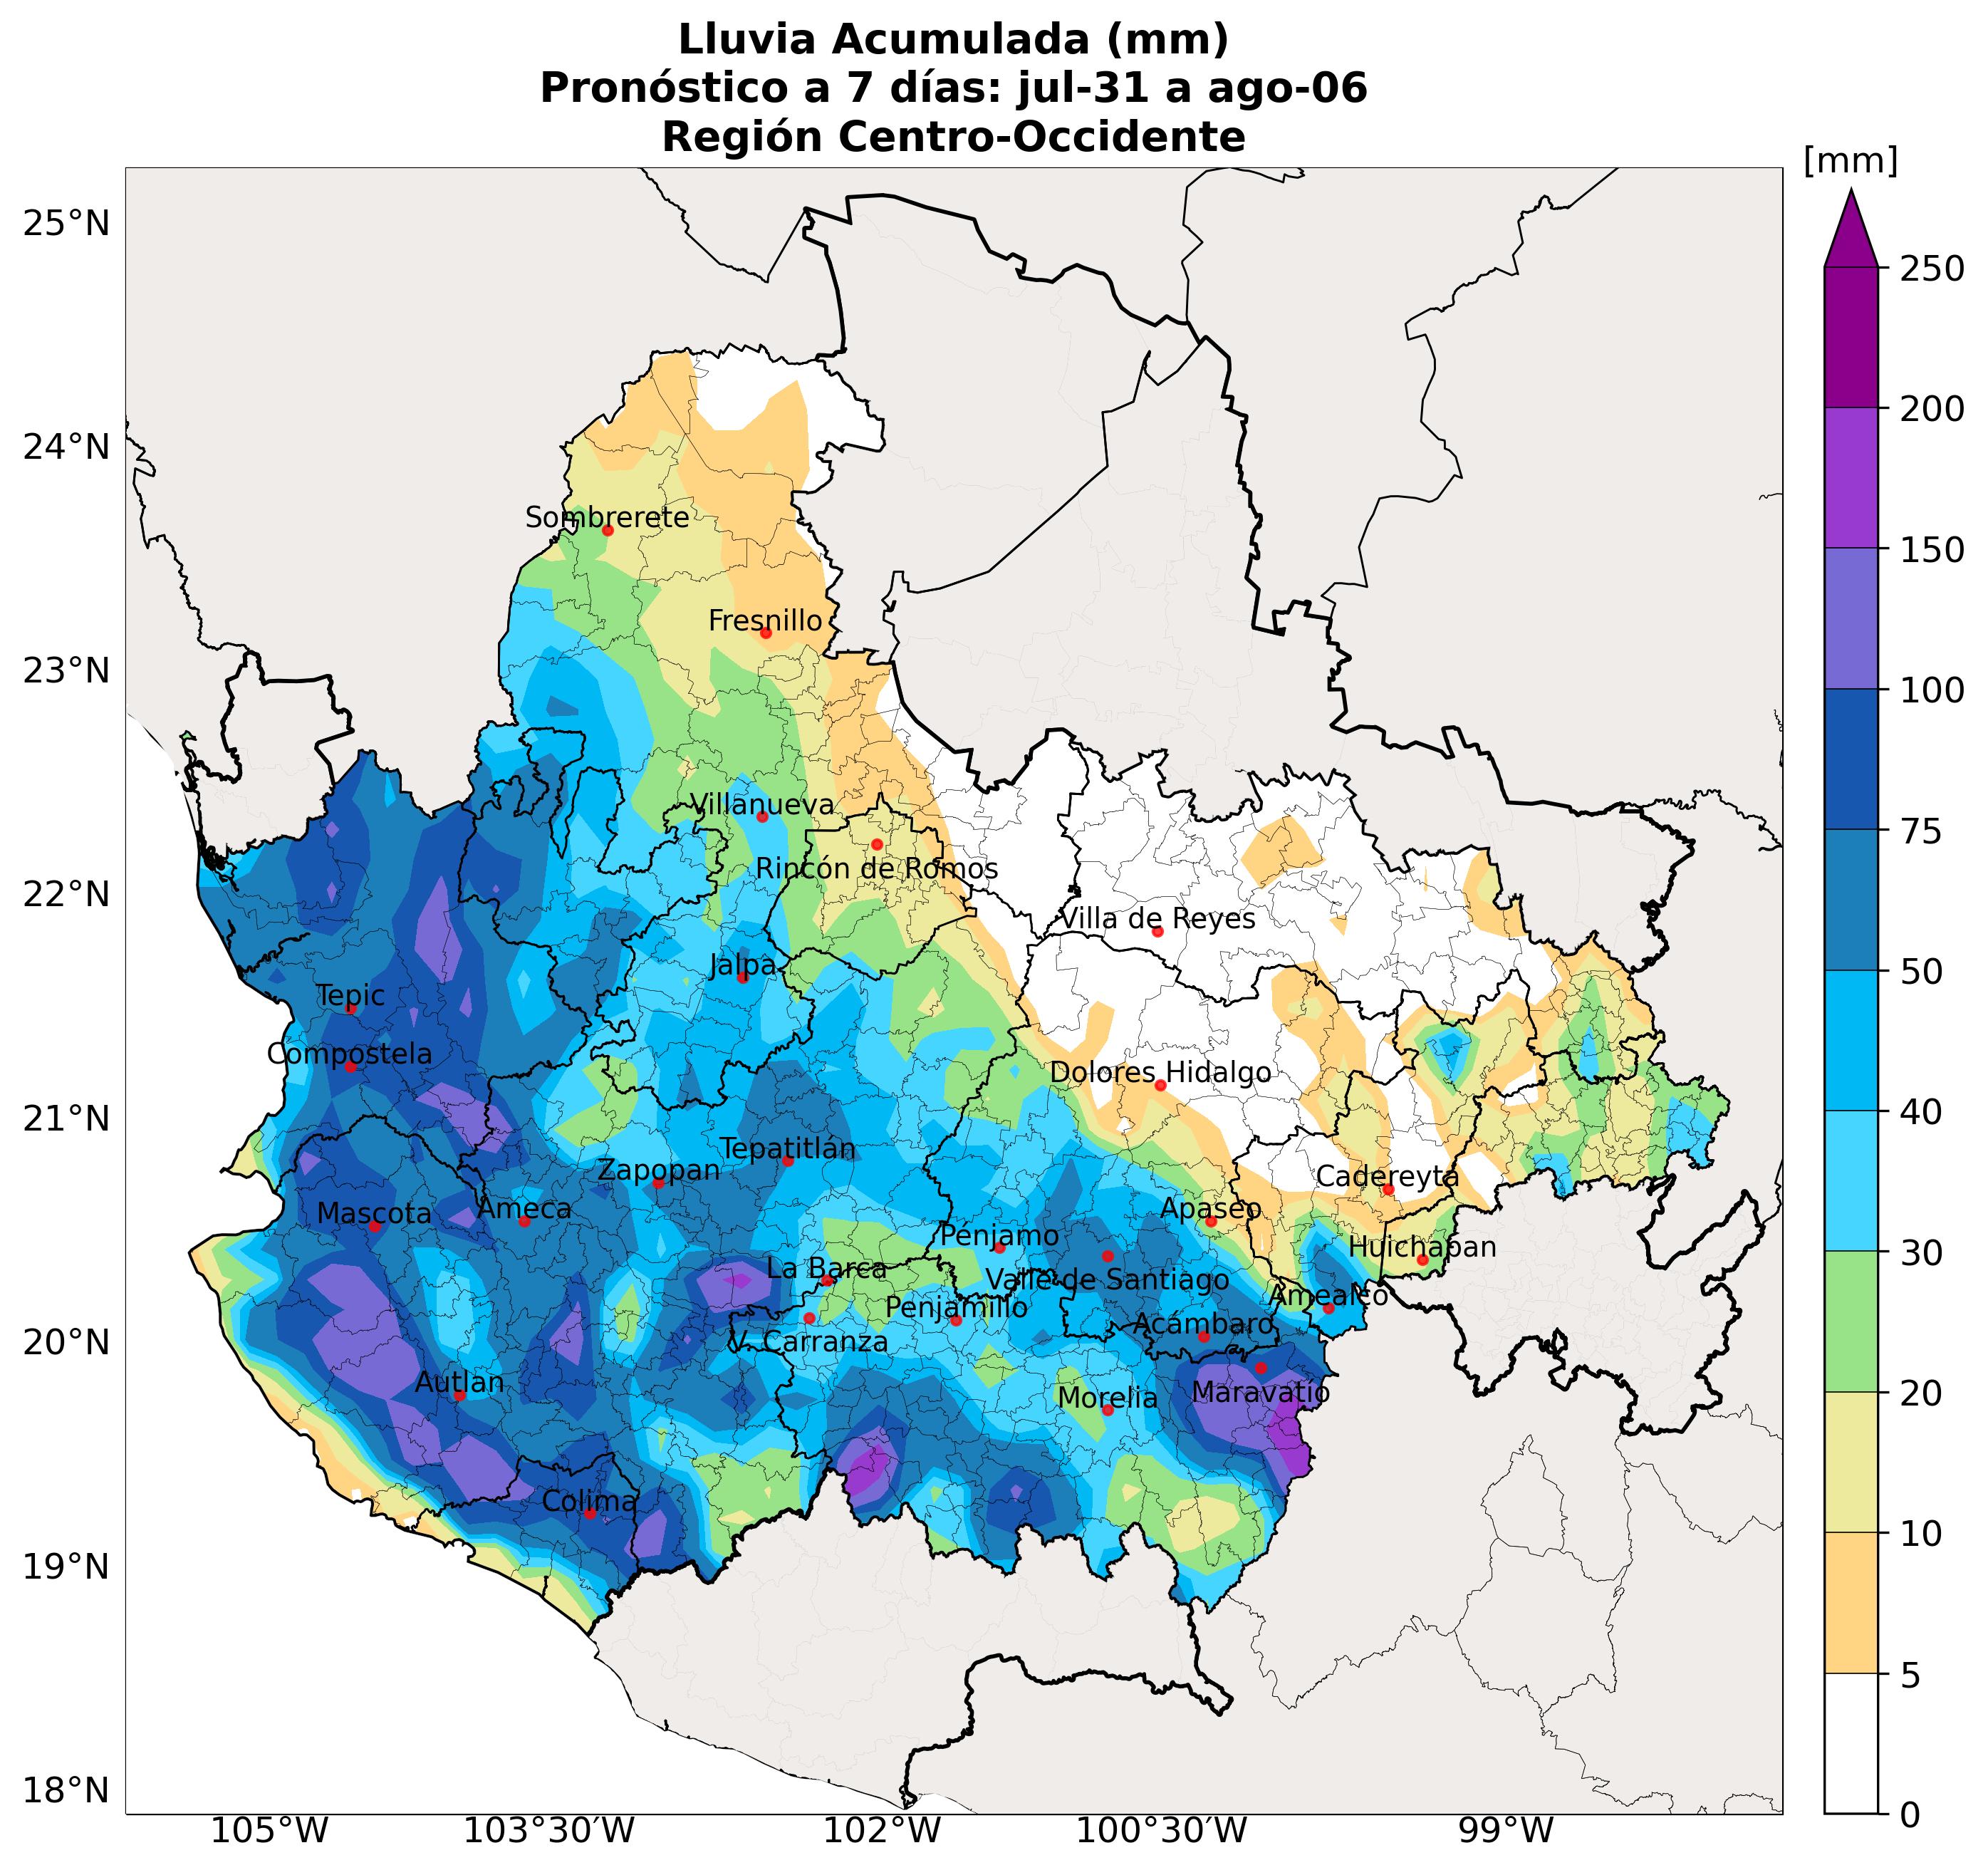 Lluvia Acumulada (mm)
Pronóstico a 7 días: jul-31 a ago-06
Región Centro-Occidente
[mm]
25°N
24°N
23°N
22°N
21°N
20°N
19°N
18°N
Sombrerete
Fresnillo
Villanueva
Rincón de Romos
Villa de Reyes
Jalpa
Tepic
Compostela
Dolores Hidalgo
Tepatitlán
Zapopan
Cadereyta
Mascota
Ameca
Apaseo
Pénjamo
Huichapan
La Barca
Valle de Santiago
Amealco
Penjamillo
Acámbaro
V. Carranza
Autlán
Morelia
Maravatío
Colima
105°W
103°30'W
102°W
100°30'W
99°W
250
200
150
100
75
50
40
30
20
10
5
0